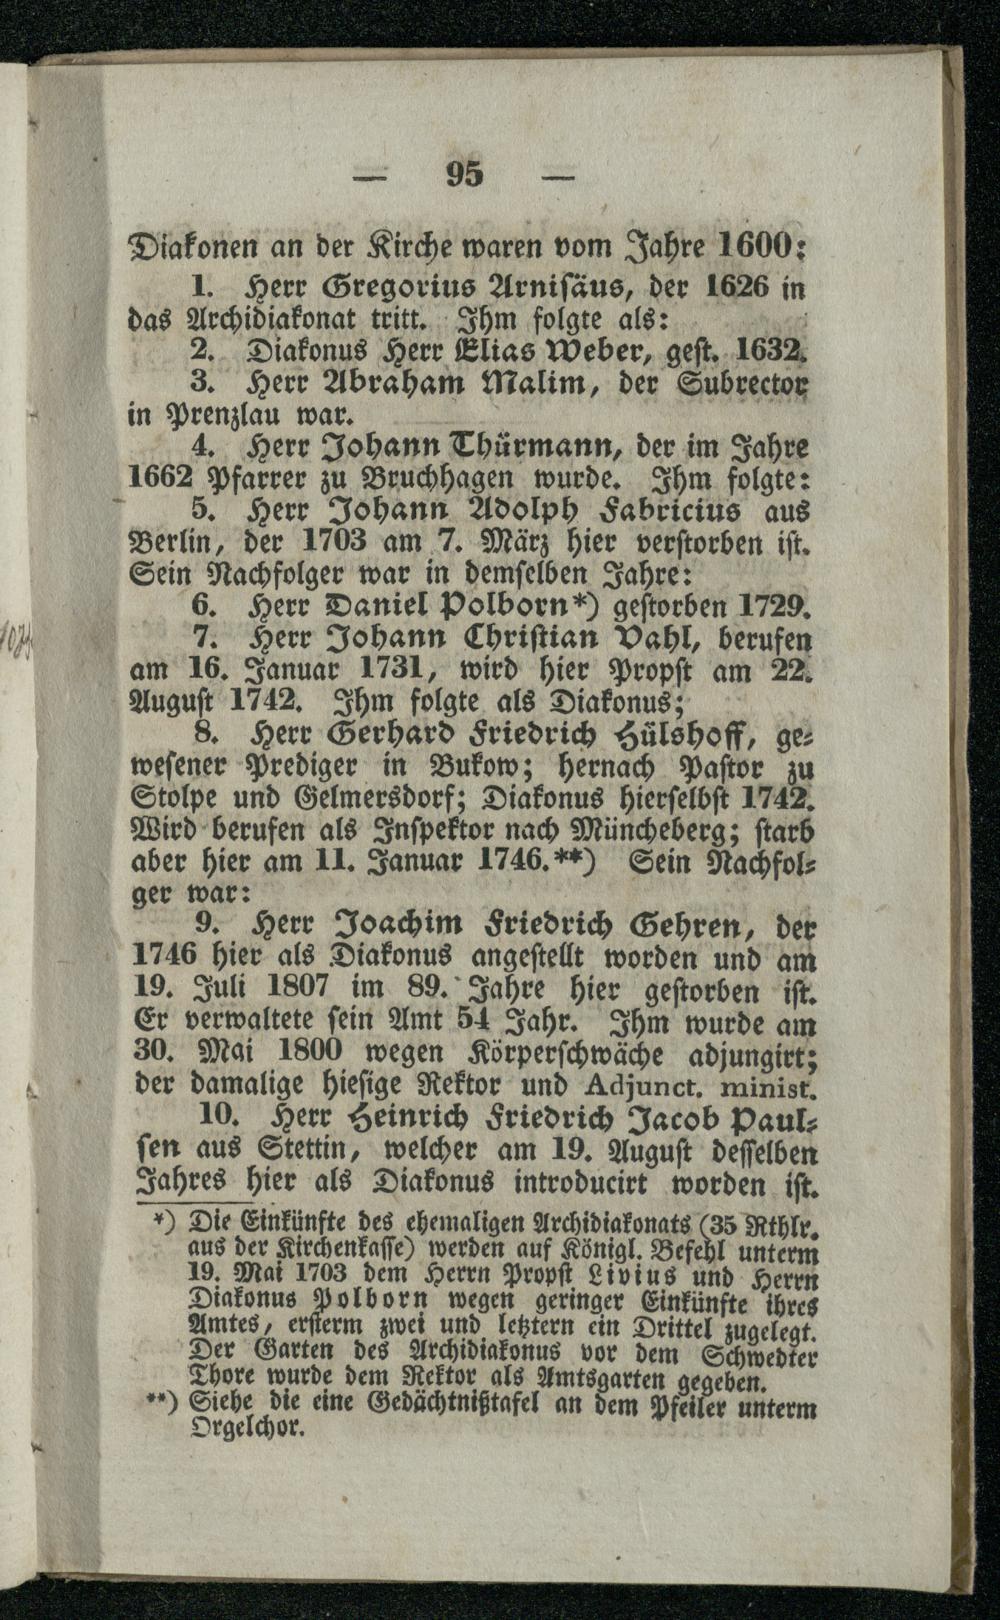 — 95 —
Diakonen an der Kirche waren vom Jahre 1600:
1. Herr Gregorius Arnisäus, der 1626 in
das Archidiakonat tritt. Ihm folgte als:
2. Diakonus Herr Elias Weber, gest. 1632.
3. Herr Abraham Malim, der Subrector
in Prenzlau war.
4. Herr Johann Thürmann, der im Jahre
1662 Pfarrer zu Bruchhagen wurde. Ihm folgte:
5. Herr Johann Adolph Fabricius aus
Berlin, der 1703 am 7. März hier verstorben ist.
Sein Nachfolger war in demselben Jahre:
6. Herr Daniel Polborn*) gestorben 1729.
7. Herr Johann Christian Vahl, berufen
am 16. Januar 1731, wird hier Propst am 22.
August 1742. Ihm folgte als Diakonus;
8. Herr Gerhard Friedrich Hülshoff, ge-
wesener Prediger in Bukow; hernach Pastor zu
Stolpe und Gelmersdorf; Diakonus hierselbst 1742.
Wird berufen als Inspektor nach Müncheberg; starb
aber hier am 11. Januar 1746.**) Sein Nachfol-
ger war:
9. Herr Joachim Friedrich Gehren, der
1746 hier als Diakonus angestellt worden und am
19. Juli 1807 im 89. Jahre hier gestorben ist.
Er verwaltete sein Amt 54 Jahr. Ihm wurde am
30. Mai 1800 wegen Körperschwäche adjungirt;
der damalige hiesige Rektor und Adjunct. minist.
10. Herr Heinrich Friedrich Jacob Paul-
sen aus Stettin, welcher am 19. August desselben
Jahres hier als Diakonus introducirt worden ist.
*) Die Einkünfte des ehemaligen Archidiakonats (35 Rthlr.
aus der Kirchenkasse) werden auf Königl. Befehl unterm
19. Mai 1703 dem Herrn Propst Livius und Herrn
Diakonus Polborn wegen geringer Einkünfte ihres
Amtes, ersterm zwei und letztern ein Drittel zugelegt.
Der Garten des Archidiakonus vor dem Schwedter
Thore wurde dem Rektor als Amtsgarten gegeben.
**) Siehe die eine Gedächtnißtafel an dem Pfeiler unterm
Orgelchor.